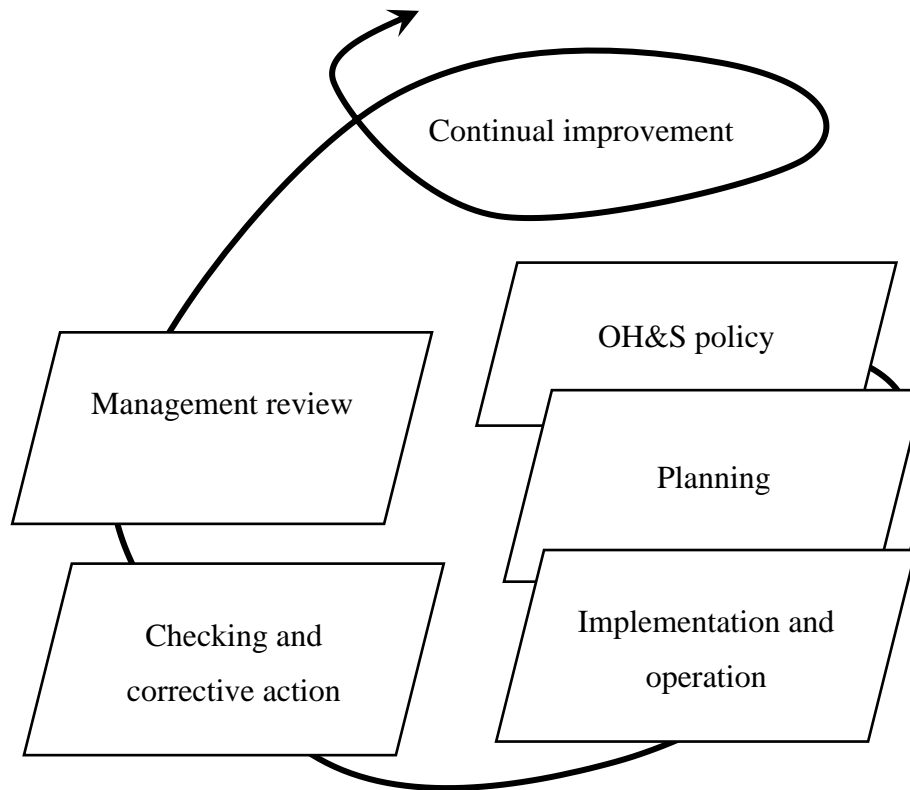 Continual improvement
OH&S policy
Management review
Planning
Checking and
corrective action
Implementation and
operation